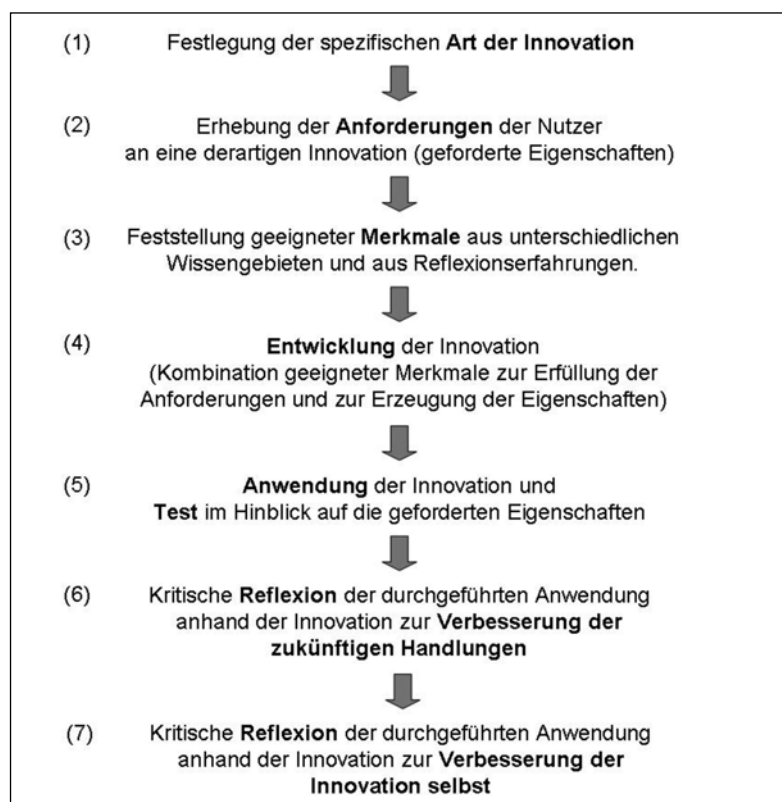 (1) Festlegung der spezifischen Art der Innovation
(2) Erhebung der Anforderungen der Nutzer
an eine derartigen Innovation (geforderte Eigenschaften)
(3) Feststellung geeigneter Merkmale aus unterschiedlichen
Wissengebieten und aus Reflexionserfahrungen.
(4) Entwicklung der Innovation
(Kombination geeigneter Merkmale zur Erfüllung der
Anforderungen und zur Erzeugung der Eigenschaften)
(5) Anwendung der Innovation und
Test im Hinblick auf die geforderten Eigenschaften
(6) Kritische Reflexion der durchgeführten Anwendung
anhand der Innovation zur Verbesserung der
zukünftigen Handlungen
(7) Kritische Reflexion der durchgeführten Anwendung
anhand der Innovation zur Verbesserung der
Innovation selbst